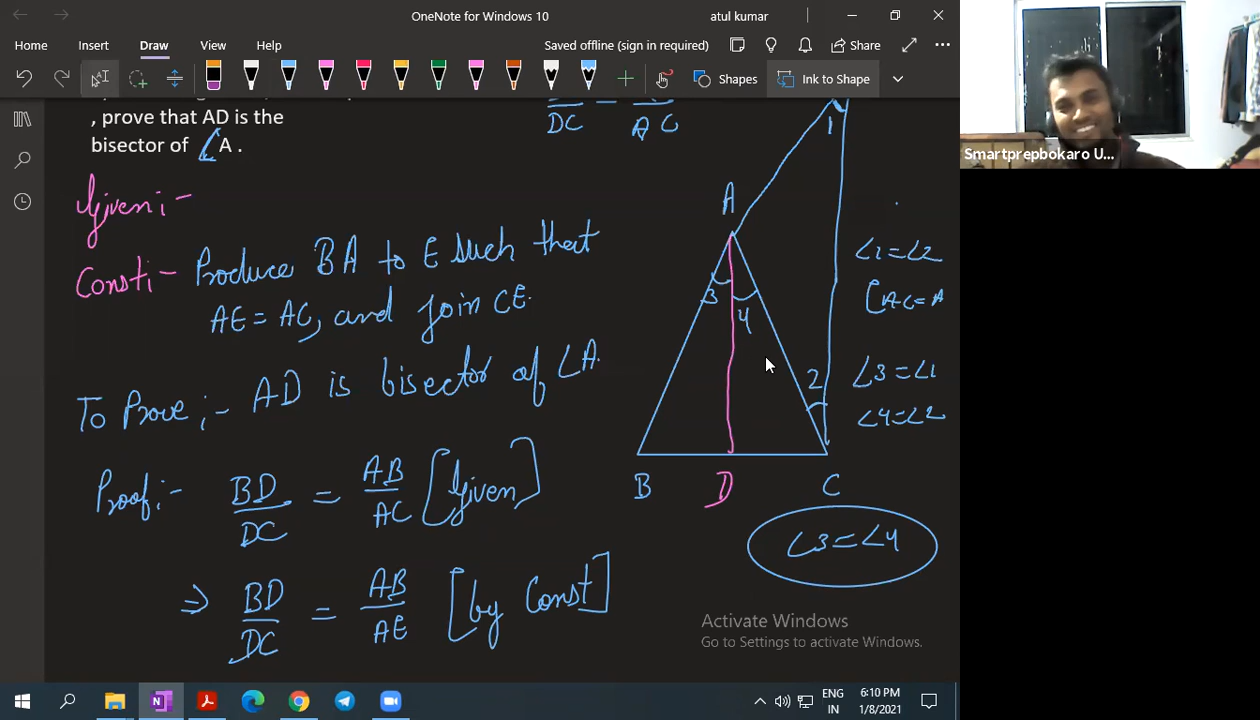 OneNote for Windows 10
atul kumar
Home Insert Draw View Help
Saved offline (sign in required)
Share
Shapes
Ink to Shape
, prove that AD is the
bisector of ∠A .
DC = AC
Given:-
Const:- Produce BA to E such that
AE = AC, and join CE.
To Prove:- AD is bisector of ∠A.
Proof:- BD/DC = AB/AC [Given]
⇒ BD/DC = AB/AE [by Const]
1
A
3
4
2
B D C
∠1=∠2
[AC=A
∠3=∠1
∠4=∠2
∠3=∠4
Activate Windows
Go to Settings to activate Windows.
Smartprepbokaro U...
ENG
IN
6:10 PM
1/8/2021